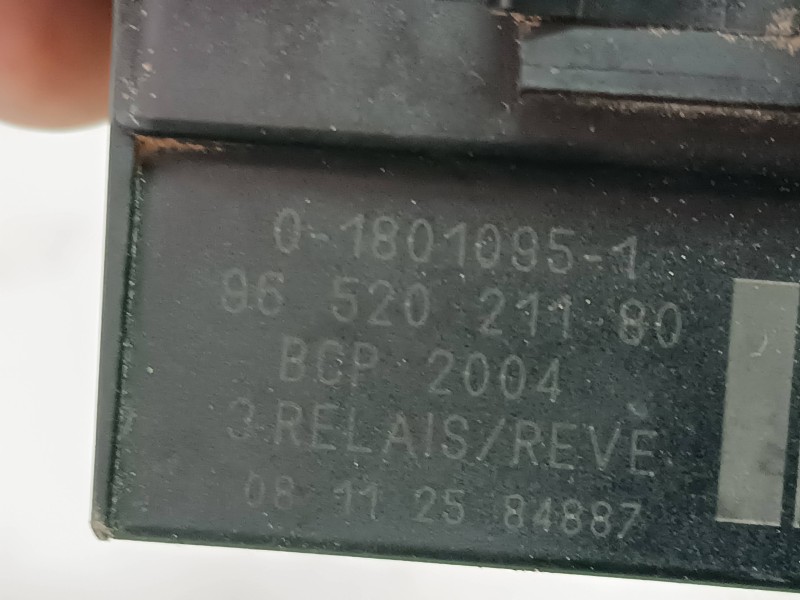 0-1801095-1
96 520 211 80
BCP 2004
3 RELAIS/REVE
08 11 25 84887